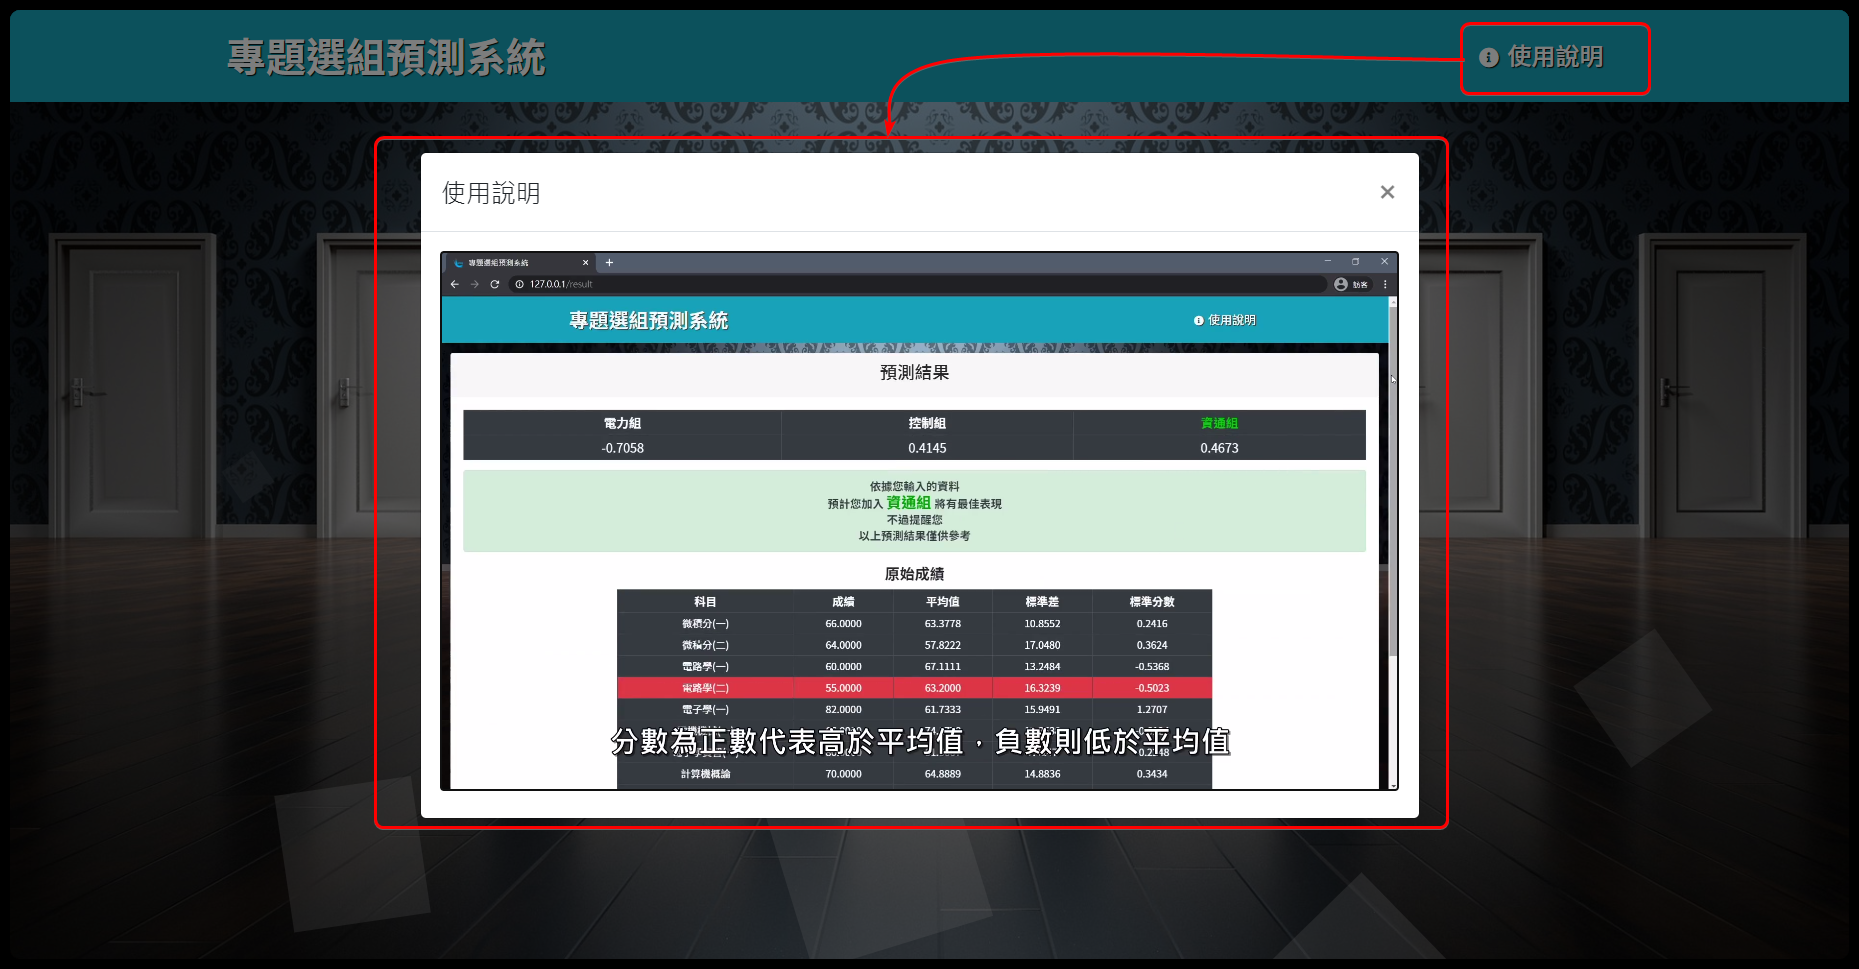 專題選組預測系統
使用說明
使用說明
專題選組預測系統
127.0.0.1/result
訪客
專題選組預測系統
使用說明
預測結果
電力組 控制組 資通組
-0.7058 0.4145 0.4673
依據您輸入的資料
預計您加入 資通組 將有最佳表現
不過提醒您
以上預測結果僅供參考
原始成績
科目 成績 平均值 標準差 標準分數
微積分(一) 66.0000 63.3778 10.8552 0.2416
微積分(二) 64.0000 57.8222 17.0480 0.3624
電路學(一) 60.0000 67.1111 13.2484 -0.5368
電路學(二) 55.0000 63.2000 16.3239 -0.5023
電子學(一) 82.0000 61.7333 15.9491 1.2707
分數為正數代表高於平均值，負數則低於平均值
計算機概論 70.0000 64.8889 14.8836 0.3434